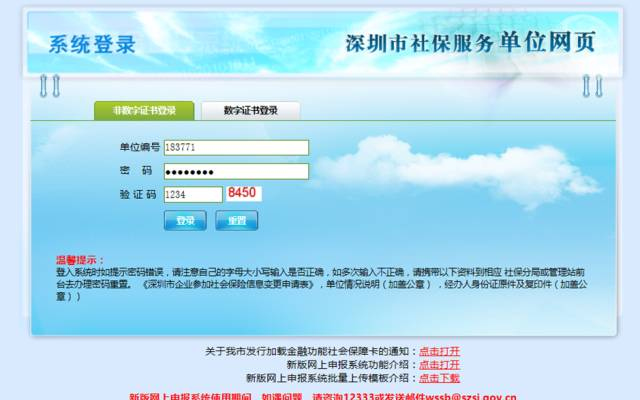 系统登录
深圳市社保服务单位网页
非数字证书登录 数字证书登录
单位编号 183771
密 码 ●●●●●●●●
验 证 码 1234 8450
登录 重置
温馨提示：
登入系统时如提示密码错误，请注意自己的字母大小写输入是否正确，如多次输入不正确，请携带以下资料到相应 社保分局或管理站前
台去办理密码重置。 《深圳市企业参加社会保险信息变更申请表》，单位情况说明（加盖公章） ，经办人身份证原件及复印件（加盖公
章））
关于我市发行加载金融功能社会保障卡的通知：点击打开
新版网上申报系统功能介绍：点击打开
新版网上申报系统批量上传模板介绍：点击下载
新版网上申报系统使用期间，如遇问题，请咨询12333或发送邮件wssb@szsi.gov.cn